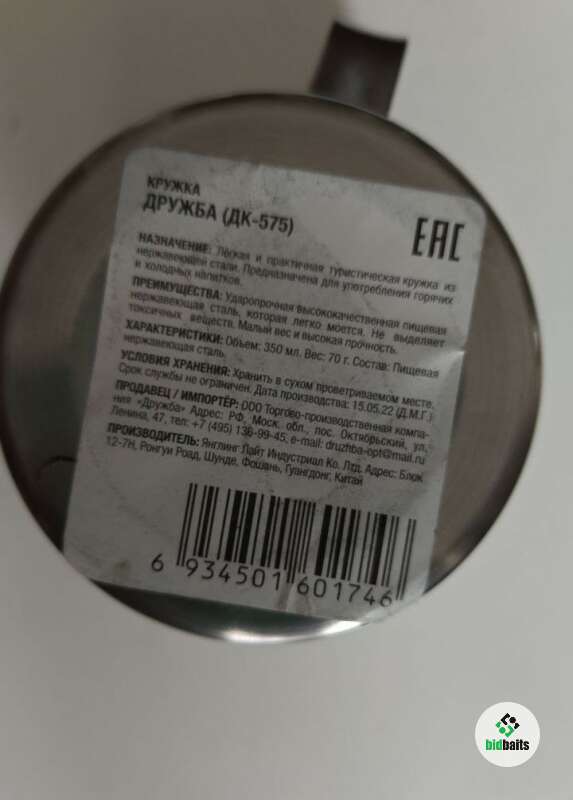 КРУЖКА
ДРУЖБА (ДК-575)
EAC
НАЗНАЧЕНИЕ: Легкая и практичная туристическая кружка из
нержавеющей стали. Предназначена для употребления горячих
и холодных напитков.
ПРЕИМУЩЕСТВА: Ударопрочная высококачественная пищевая
нержавеющая сталь, которая легко моется. Не выделяет
токсичных веществ. Малый вес и высокая прочность.
ХАРАКТЕРИСТИКИ: Объем: 350 мл. Вес: 70 г. Состав: Пищевая
нержавеющая сталь.
УСЛОВИЯ ХРАНЕНИЯ: Хранить в сухом проветриваемом месте.
Срок службы не ограничен. Дата производства: 15.05.22 (Д.М.Г.)
ПРОДАВЕЦ / ИМПОРТЁР: ООО Торгово-производственная компа-
ния «Дружба» Адрес: РФ, Моск. обл., пос. Октябрьский, ул,
Ленина, 47, тел: +7 (495) 136-99-45, e-mail: druzhba-opt@mail.ru
ПРОИЗВОДИТЕЛЬ: Янглинг Лайт Индустриал Ко. Лтд. Адрес: Блок
12-7Н, Ронгуи Роад, Шунде, Фошань, Гуангдонг, Китай
6 934501 601746
bidbaits